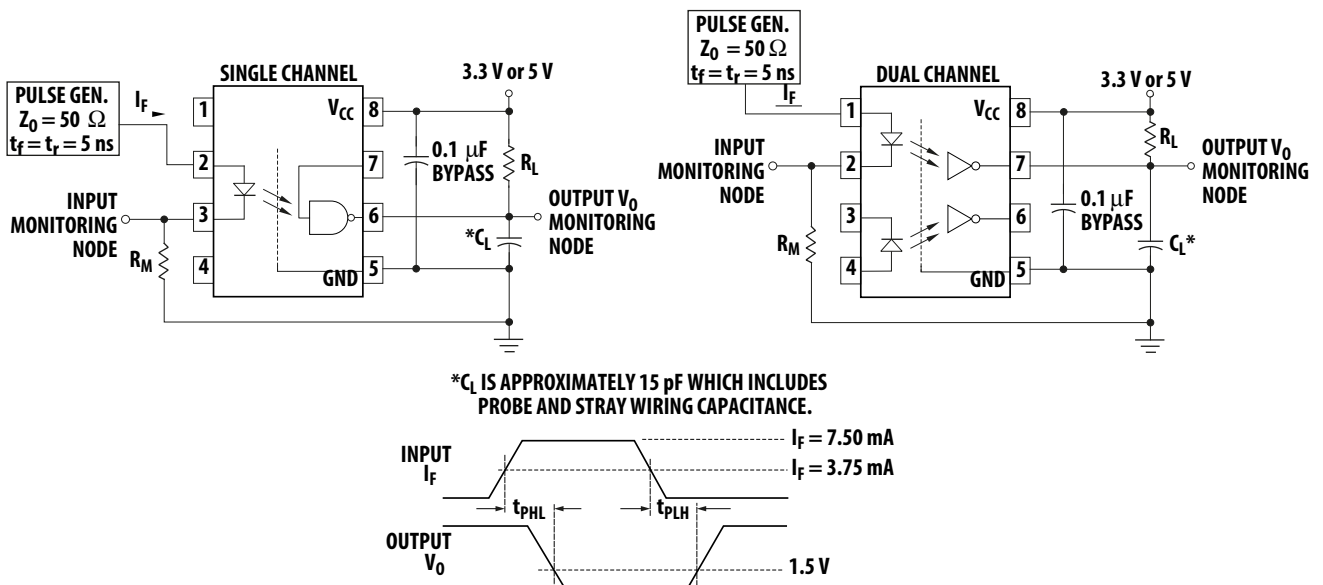 PULSE GEN.
Z0 = 50 Ω
tf = tr = 5 ns
IF
SINGLE CHANNEL
3.3 V or 5 V
1
2
3
4
VCC
8
7
6
5
GND
0.1 µF
BYPASS
RL
OUTPUT VO
MONITORING
NODE
*CL
INPUT
MONITORING
NODE
RM
PULSE GEN.
Z0 = 50 Ω
tf = tr = 5 ns
IF
DUAL CHANNEL
3.3 V or 5 V
1
2
3
4
VCC
8
7
6
5
GND
RL
OUTPUT VO
MONITORING
NODE
0.1 µF
BYPASS
CL*
INPUT
MONITORING
NODE
RM
*CL IS APPROXIMATELY 15 pF WHICH INCLUDES
PROBE AND STRAY WIRING CAPACITANCE.
INPUT
IF
IF = 7.50 mA
IF = 3.75 mA
tPHL
tPLH
OUTPUT
VO
1.5 V